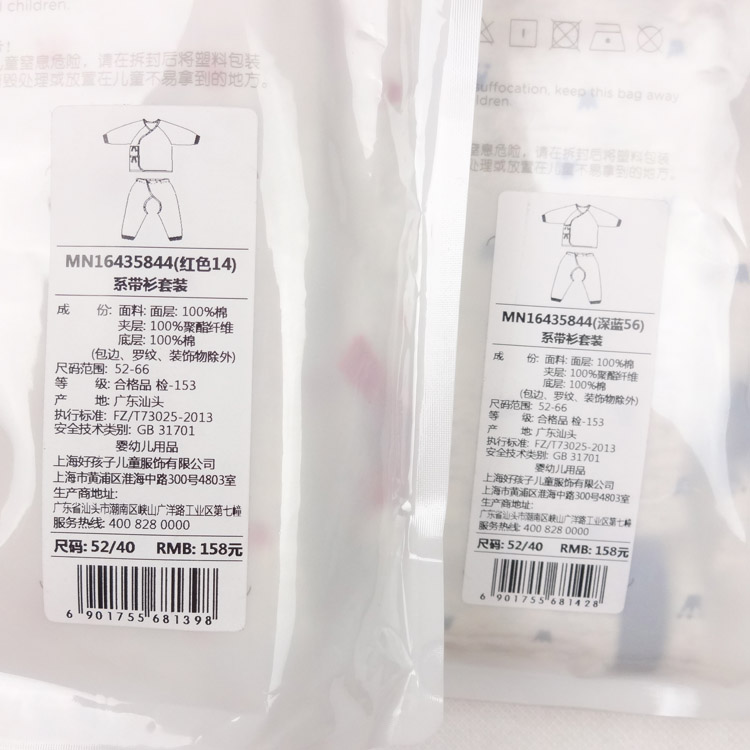 children.
童窒息危险，请在拆封后将塑料包装
毁处理或放置在儿童不易拿到的地方。
MN16435844(红色14)
系带衫套装
成 份: 面料: 面层: 100%棉
夹层: 100%聚酯纤维
底层: 100%棉
(包边、罗纹、装饰物除外)
尺码范围: 52-66
等 级: 合格品 检-153
产 地: 广东汕头
执行标准: FZ/T73025-2013
安全技术类别: GB 31701
婴幼儿用品
上海好孩子儿童服饰有限公司
上海市黄浦区淮海中路300号4803室
生产商地址:
广东省汕头市潮南区峡山广洋路工业区第七幢
服务热线: 400 828 0000
尺码: 52/40 RMB: 158元
6 901755 681398
suffocation, keep this bag away
children.
窒息危险，请在拆封后将塑料包装
处理或放置在儿童不易拿到的地方。
MN16435844(深蓝56)
系带衫套装
成 份: 面料: 面层: 100%棉
夹层: 100%聚酯纤维
底层: 100%棉
(包边、罗纹、装饰物除外)
尺码范围: 52-66
等 级: 合格品 检-153
产 地: 广东汕头
执行标准: FZ/T73025-2013
安全技术类别: GB 31701
婴幼儿用品
上海好孩子儿童服饰有限公司
上海市黄浦区淮海中路300号4803室
生产商地址:
广东省汕头市潮南区峡山广洋路工业区第七幢
服务热线: 400 828 0000
尺码: 52/40 RMB: 158元
6 901755 681428